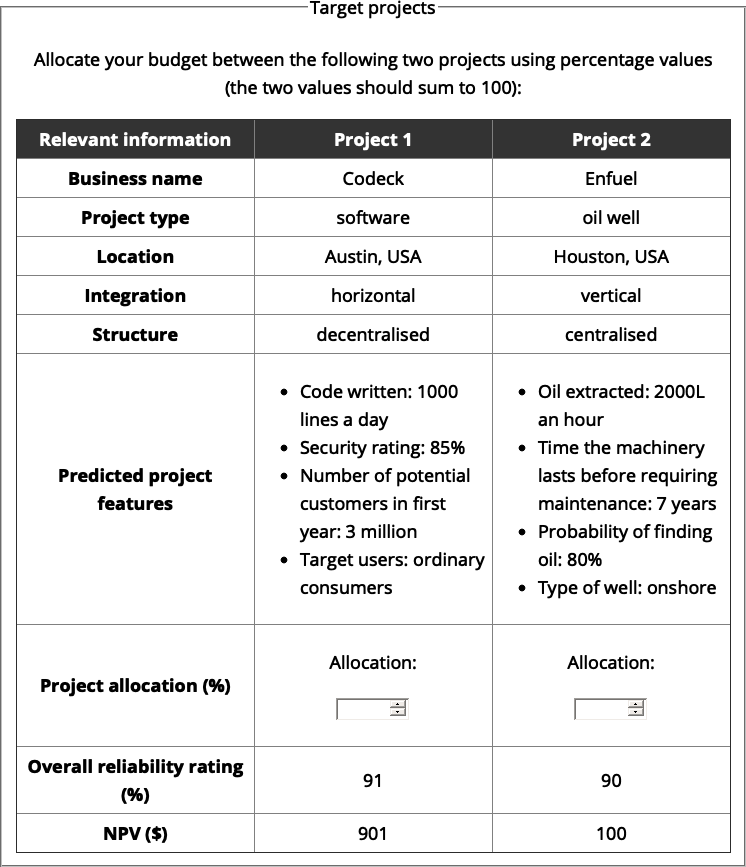 Target projects
Allocate your budget between the following two projects using percentage values
(the two values should sum to 100):
Relevant information Project 1 Project 2
Business name Codeck Enfuel
Project type software oil well
Location Austin, USA Houston, USA
Integration horizontal vertical
Structure decentralised centralised
Predicted project
features
• Code written: 1000
lines a day
• Security rating: 85%
• Number of potential
customers in first
year: 3 million
• Target users: ordinary
consumers
• Oil extracted: 2000L
an hour
• Time the machinery
lasts before requiring
maintenance: 7 years
• Probability of finding
oil: 80%
• Type of well: onshore
Project allocation (%) Allocation: Allocation:
Overall reliability rating
(%) 91 90
NPV ($) 901 100